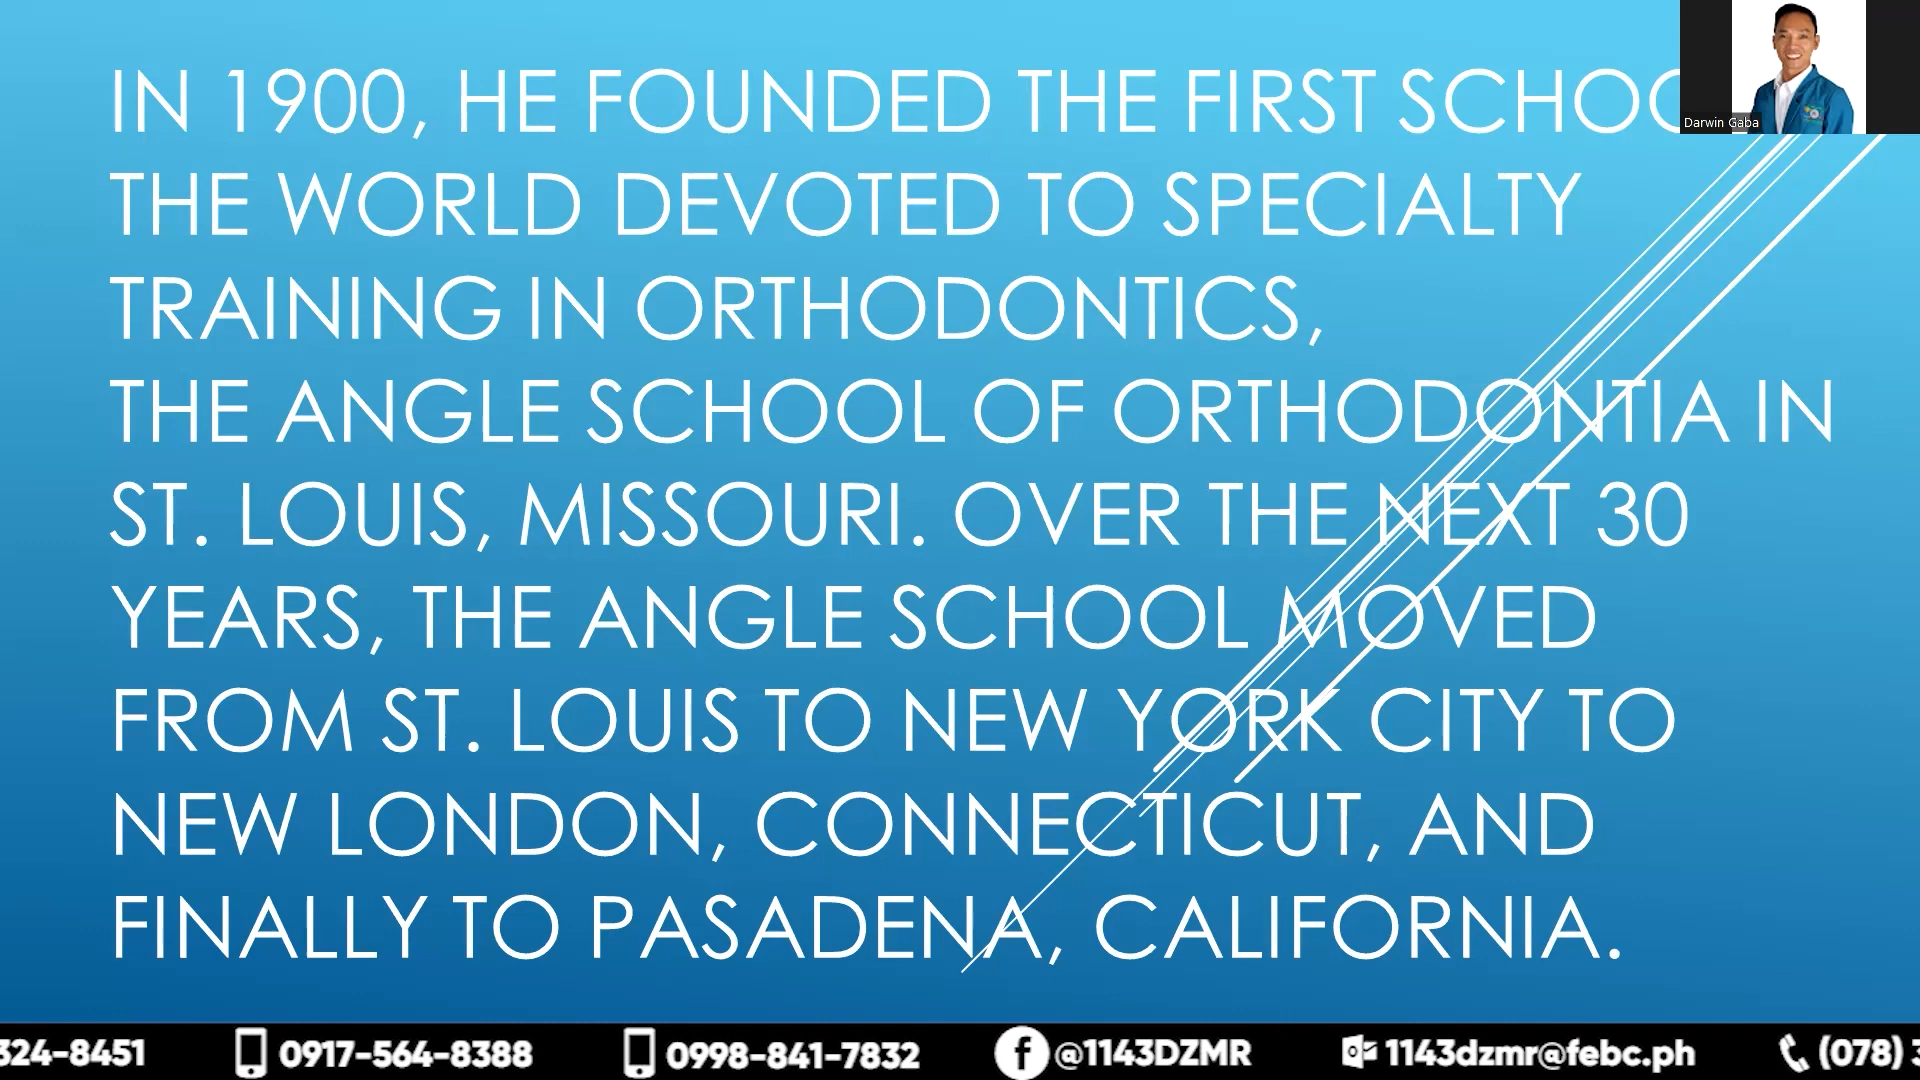 IN 1900, HE FOUNDED THE FIRST
THE WORLD DEVOTED TO SPECIALTY
TRAINING IN ORTHODONTICS,
THE ANGLE SCHOOL OF ORTHODONTIA IN
ST. LOUIS, MISSOURI. OVER THE NEXT 30
YEARS, THE ANGLE SCHOOL MOVED
FROM ST. LOUIS TO NEW YORK CITY TO
NEW LONDON, CONNECTICUT, AND
FINALLY TO PASADENA, CALIFORNIA.
Darwin Gaba
324-8451 0917-564-8388 0998-841-7832 @1143DZMR 1143dzmr@febc.ph (078)